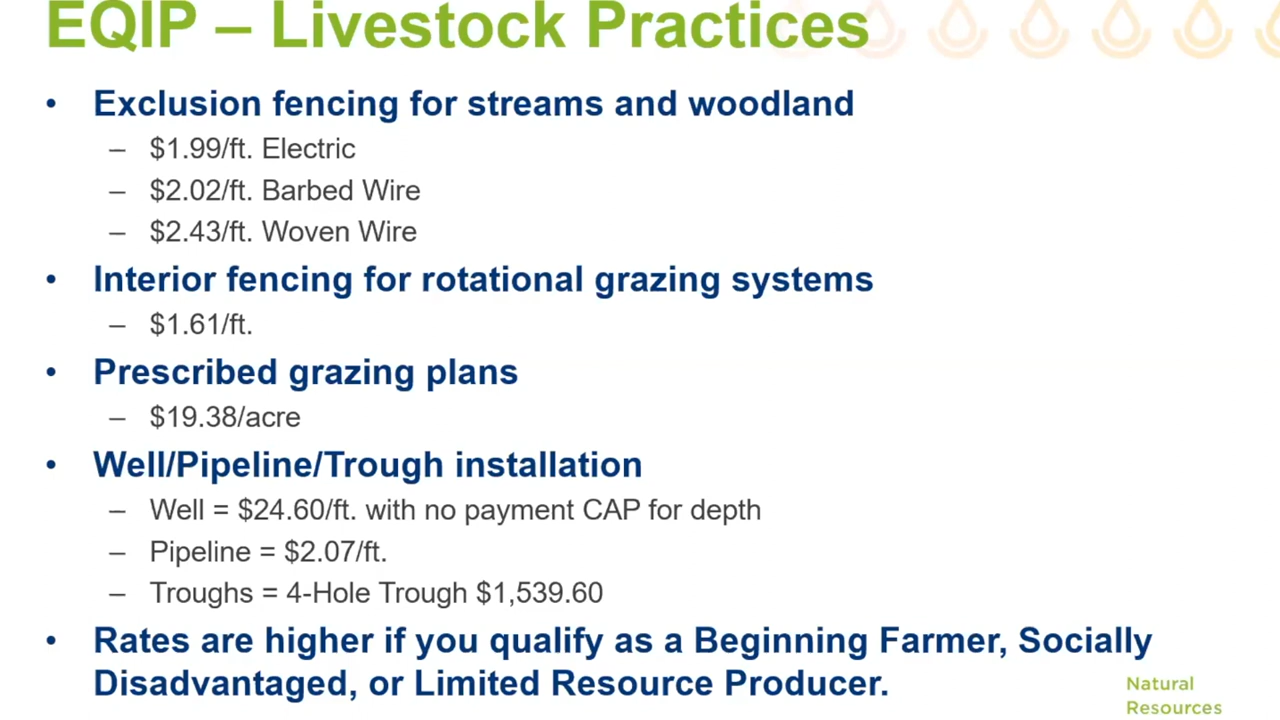 EQIP – Livestock Practices
• Exclusion fencing for streams and woodland
– $1.99/ft. Electric
– $2.02/ft. Barbed Wire
– $2.43/ft. Woven Wire
• Interior fencing for rotational grazing systems
– $1.61/ft.
• Prescribed grazing plans
– $19.38/acre
• Well/Pipeline/Trough installation
– Well = $24.60/ft. with no payment CAP for depth
– Pipeline = $2.07/ft.
– Troughs = 4-Hole Trough $1,539.60
• Rates are higher if you qualify as a Beginning Farmer, Socially
Disadvantaged, or Limited Resource Producer.
Natural
Resources